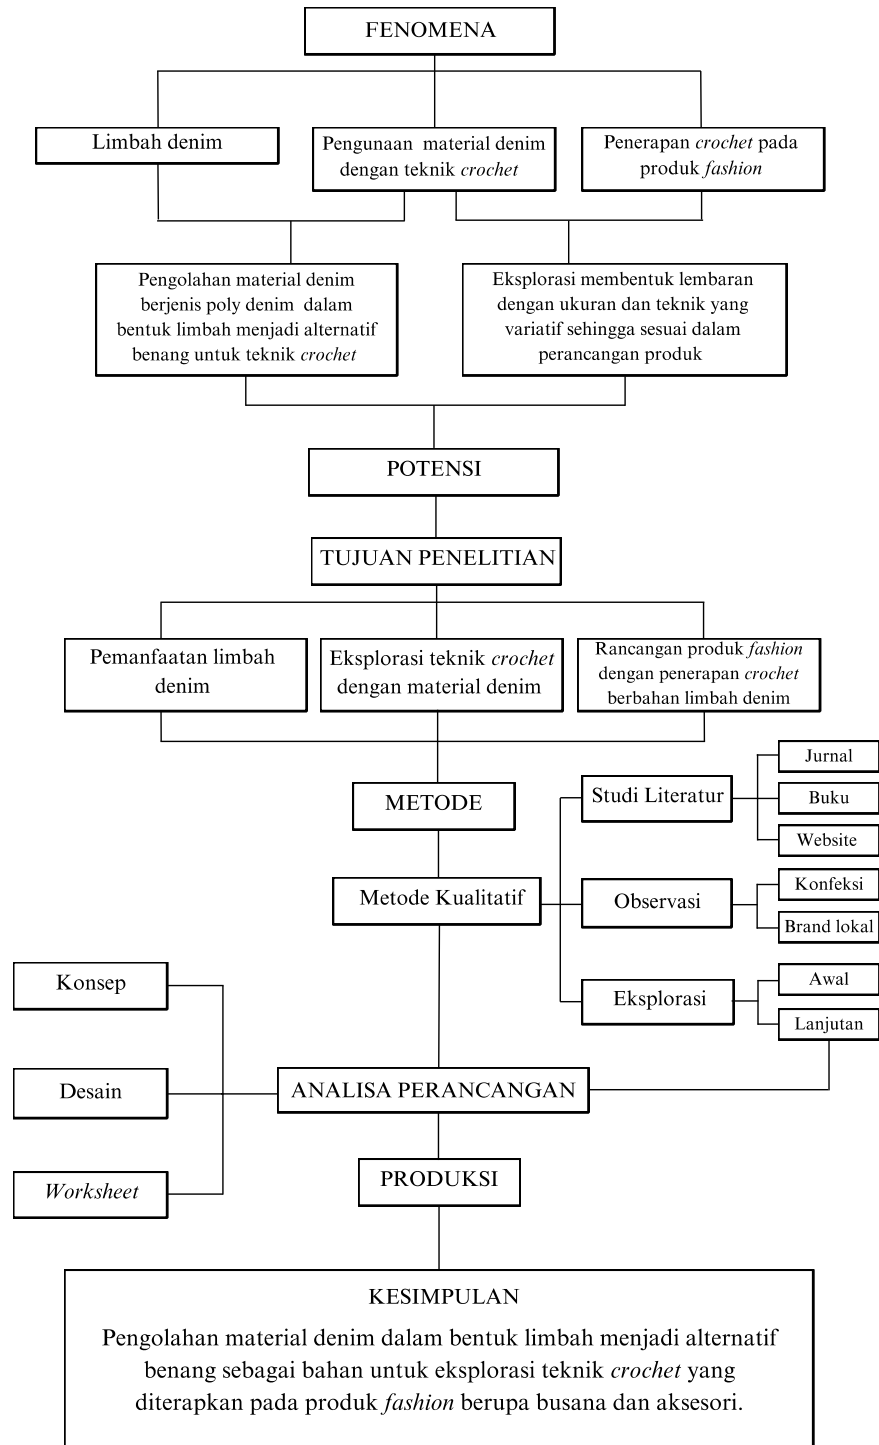 FENOMENA
Limbah denim
Pengunaan material denim
dengan teknik crochet
Penerapan crochet pada
produk fashion
Pengolahan material denim
berjenis poly denim dalam
bentuk limbah menjadi alternatif
benang untuk teknik crochet
Eksplorasi membentuk lembaran
dengan ukuran dan teknik yang
variatif sehingga sesuai dalam
perancangan produk
POTENSI
TUJUAN PENELITIAN
Pemanfaatan limbah
denim
Eksplorasi teknik crochet
dengan material denim
Rancangan produk fashion
dengan penerapan crochet
berbahan limbah denim
METODE
Metode Kualitatif
Studi Literatur
Jurnal
Buku
Website
Observasi
Konfeksi
Brand lokal
Eksplorasi
Awal
Lanjutan
Konsep
Desain
Worksheet
ANALISA PERANCANGAN
PRODUKSI
KESIMPULAN
Pengolahan material denim dalam bentuk limbah menjadi alternatif
benang sebagai bahan untuk eksplorasi teknik crochet yang
diterapkan pada produk fashion berupa busana dan aksesori.